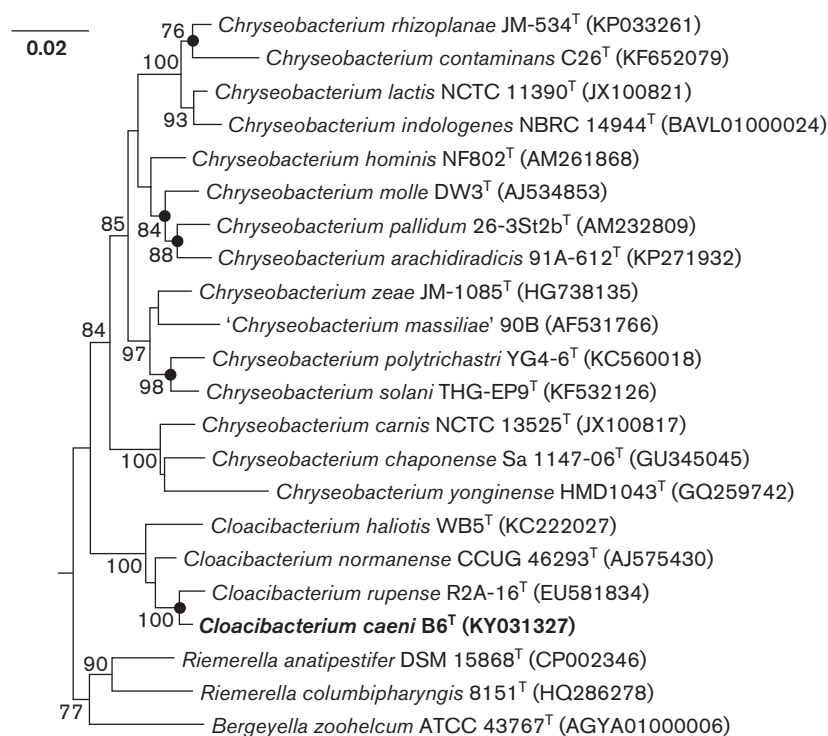 0.02
76
Chryseobacterium rhizoplanae JM-534ᵀ (KP033261)
Chryseobacterium contaminans C26ᵀ (KF652079)
100
Chryseobacterium lactis NCTC 11390ᵀ (JX100821)
93
Chryseobacterium indologenes NBRC 14944ᵀ (BAVL01000024)
Chryseobacterium hominis NF802ᵀ (AM261868)
Chryseobacterium molle DW3ᵀ (AJ534853)
85
84
Chryseobacterium pallidum 26-3St2bᵀ (AM232809)
88
Chryseobacterium arachidiradicis 91A-612ᵀ (KP271932)
Chryseobacterium zeae JM-1085ᵀ (HG738135)
'Chryseobacterium massiliae' 90B (AF531766)
84
97
Chryseobacterium polytrichastri YG4-6ᵀ (KC560018)
98
Chryseobacterium solani THG-EP9ᵀ (KF532126)
Chryseobacterium carnis NCTC 13525ᵀ (JX100817)
100
Chryseobacterium chaponense Sa 1147-06ᵀ (GU345045)
Chryseobacterium yonginense HMD1043ᵀ (GQ259742)
Cloacibacterium haliotis WB5ᵀ (KC222027)
100
Cloacibacterium normanense CCUG 46293ᵀ (AJ575430)
Cloacibacterium rupense R2A-16ᵀ (EU581834)
100
Cloacibacterium caeni B6ᵀ (KY031327)
Riemerella anatipestifer DSM 15868ᵀ (CP002346)
90
Riemerella columbipharyngis 8151ᵀ (HQ286278)
77
Bergeyella zoohelcum ATCC 43767ᵀ (AGYA01000006)